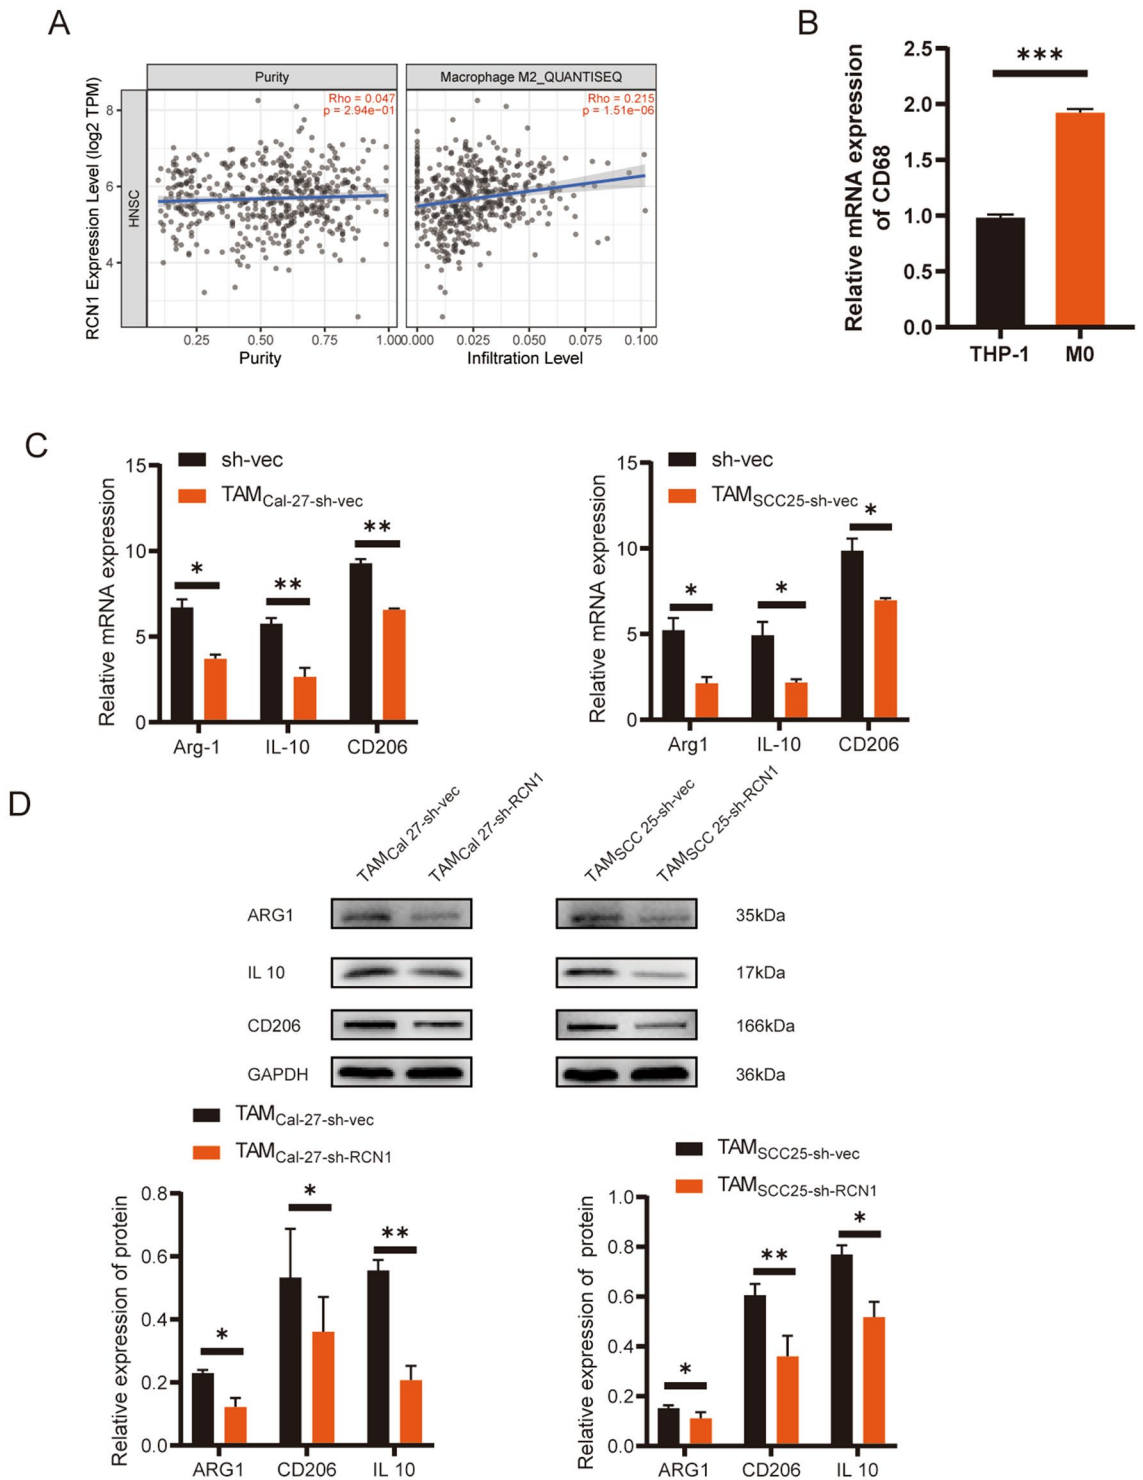 A
Purity
Macrophage M2_QUANTISEQ
Rho = 0.047
p = 2.94e−01
Rho = 0.215
p = 1.51e−06
RCN1 Expression Level (log2 TPM)
HNSC
8
6
4
0.25 0.50 0.75 1.00
0.000 0.025 0.050 0.075 0.100
Purity
Infiltration Level
B
Relative mRNA expression
of CD68
2.5
2.0
1.5
1.0
0.5
0.0
***
THP-1 M0
C
sh-vec
TAMCal-27-sh-vec
Relative mRNA expression
15
10
5
0
* ** **
Arg-1 IL-10 CD206
sh-vec
TAMSCC25-sh-vec
Relative mRNA expression
15
10
5
0
* * *
Arg1 IL-10 CD206
D
TAMCal 27-sh-vec
TAMCal 27-sh-RCN1
TAMSCC 25-sh-vec
TAMSCC 25-sh-RCN1
ARG1 35kDa
IL 10 17kDa
CD206 166kDa
GAPDH 36kDa
TAMCal-27-sh-vec
TAMCal-27-sh-RCN1
Relative expression of protein
0.8
0.6
0.4
0.2
0.0
* * **
ARG1 CD206 IL 10
TAMSCC25-sh-vec
TAMSCC25-sh-RCN1
Relative expression of protein
1.0
0.8
0.6
0.4
0.2
0.0
* ** *
ARG1 CD206 IL 10